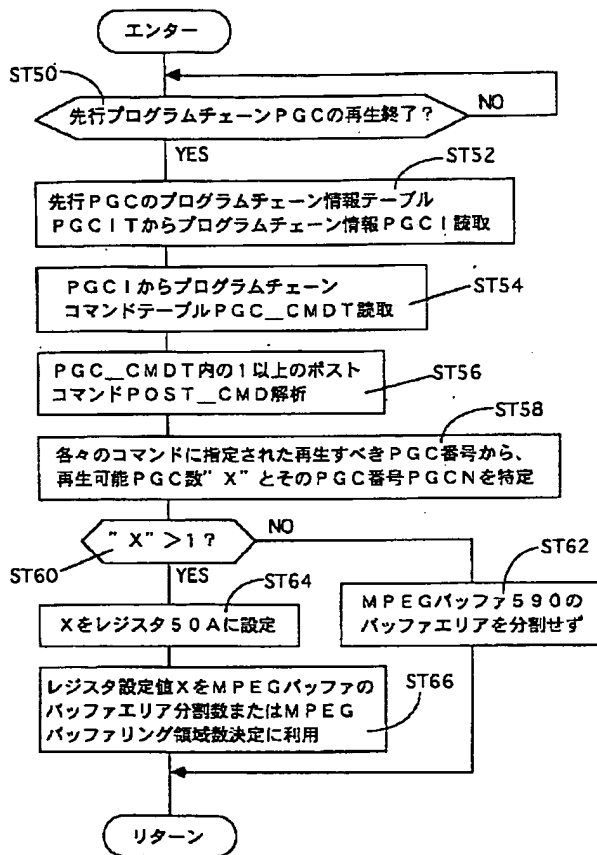 エンター
ST50
先行プログラムチェーンPGCの再生終了？
NO
YES
ST52
先行PGCのプログラムチェーン情報テーブル
PGCITからプログラムチェーン情報PGCI読取
PGCIからプログラムチェーン
コマンドテーブルPGC__CMDT読取
ST54
PGC__CMDT内の1以上のポスト
コマンドPOST__CMD解析
ST56
ST58
各々のコマンドに指定された再生すべきPGC番号から、
再生可能PGC数"X"とそのPGC番号PGCNを特定
"X">1？
NO
ST60
YES
ST62
ST64
MPEGバッファ590の
バッファエリアを分割せず
Xをレジスタ50Aに設定
レジスタ設定値XをMPEGバッファの
バッファエリア分割数またはMPEG
バッファリング領域数決定に利用
ST66
リターン